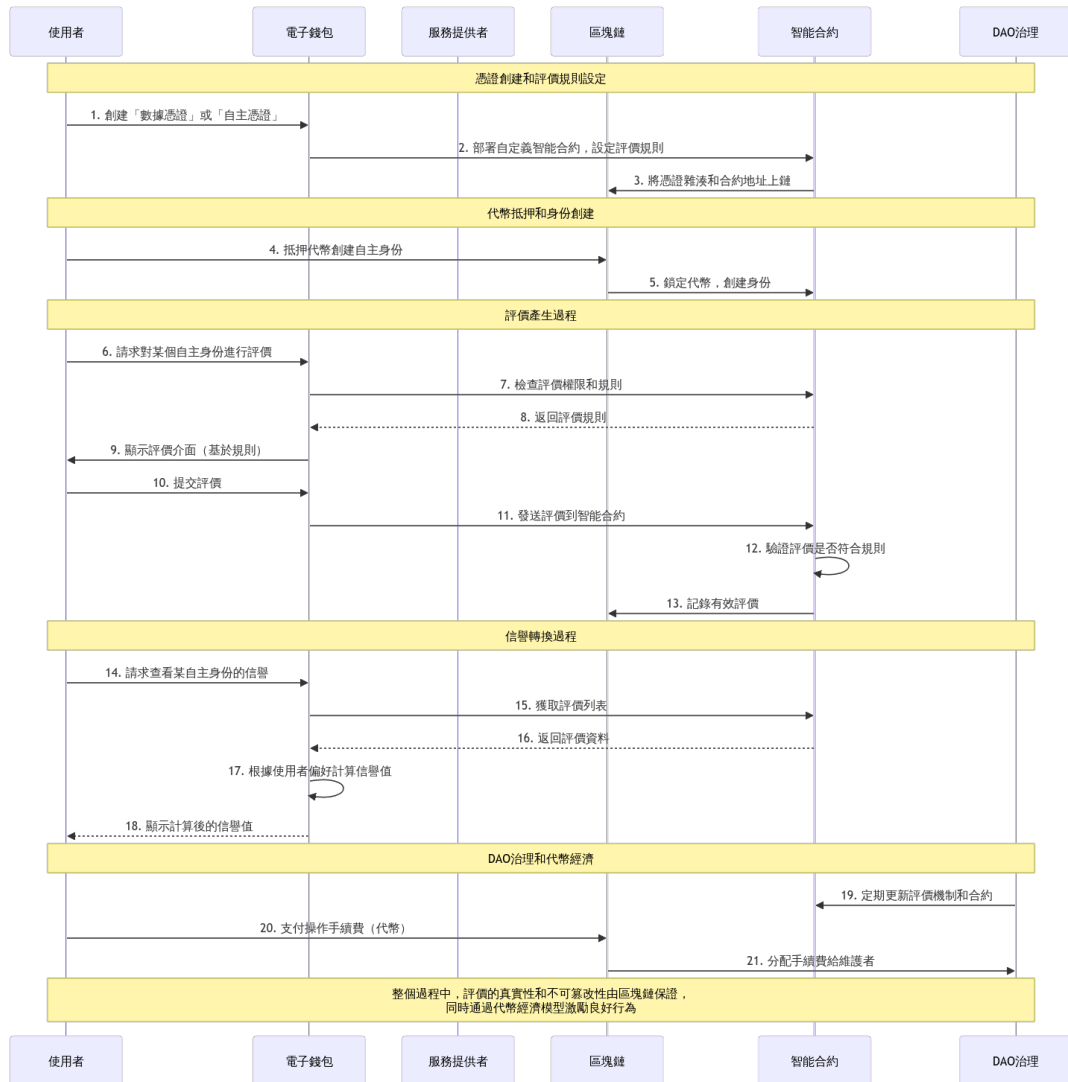 使用者
電子錢包
服務提供者
區塊鏈
智能合約
DAO治理
憑證創建和評價規則設定
1. 創建「數據憑證」或「自主憑證」
2. 部署自定義智能合約，設定評價規則
3. 將憑證雜湊和合約地址上鏈
代幣抵押和身份創建
4. 抵押代幣創建自主身份
5. 鎖定代幣，創建身份
評價產生過程
6. 請求對某個自主身份進行評價
7. 檢查評價權限和規則
8. 返回評價規則
9. 顯示評價介面（基於規則）
10. 提交評價
11. 發送評價到智能合約
12. 驗證評價是否符合規則
13. 記錄有效評價
信譽轉換過程
14. 請求查看某自主身份的信譽
15. 獲取評價列表
16. 返回評價資料
17. 根據使用者偏好計算信譽值
18. 顯示計算後的信譽值
DAO治理和代幣經濟
19. 定期更新評價機制和合約
20. 支付操作手續費（代幣）
21. 分配手續費給維護者
整個過程中，評價的真實性和不可篡改性由區塊鏈保證，
同時通過代幣經濟模型激勵良好行為
使用者
電子錢包
服務提供者
區塊鏈
智能合約
DAO治理